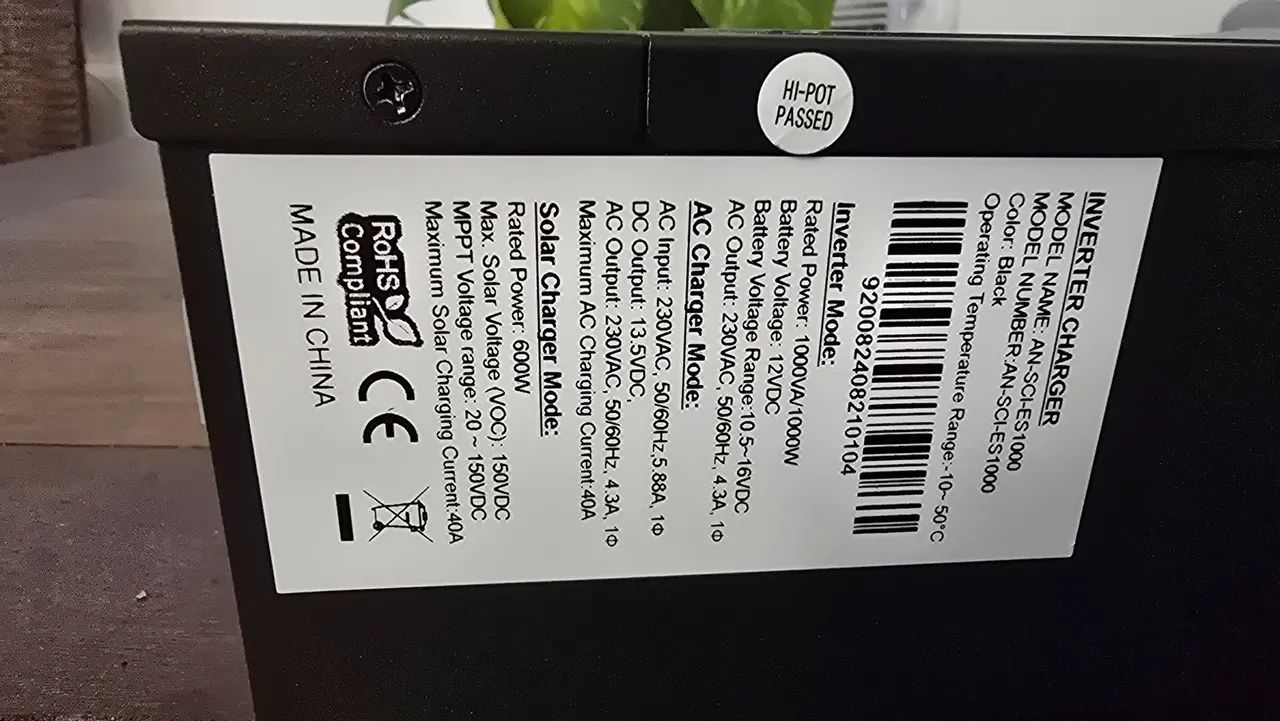 HI-POT
PASSED
INVERTER CHARGER
MODEL NAME: AN-SCI-ES1000
MODEL NUMBER:AN-SCI-ES1000
Color: Black
Operating Temperature Range:-10~ 50°C
920082408210104
Inverter Mode:
Rated Power: 1000VA/1000W
Battery Voltage: 12VDC
Battery Voltage Range:10.5~16VDC
AC Output: 230VAC, 50/60Hz, 4.3A, 1Φ
AC Charger Mode:
AC Input: 230VAC, 50/60Hz,5.88A, 1Φ
DC Output: 13.5VDC,
AC Output: 230VAC, 50/60Hz, 4.3A, 1Φ
Maximum AC Charging Current:40A
Solar Charger Mode:
Rated Power: 600W
Max. Solar Voltage (VOC): 150VDC
MPPT Voltage range: 20 ~ 150VDC
Maximum Solar Charging Current:40A
RoHS
Compliant
CE
MADE IN CHINA